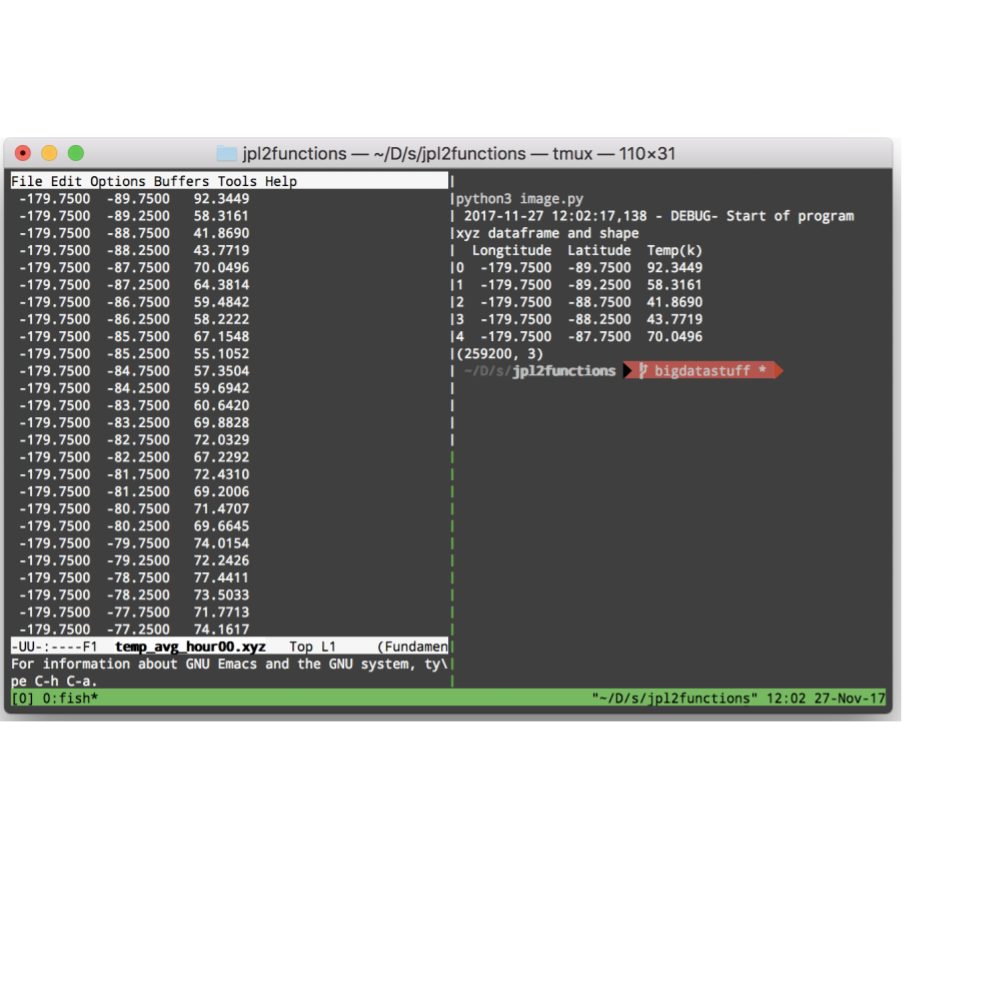 jpl2functions — ~/D/s/jpl2functions — tmux — 110×31
File Edit Options Buffers Tools Help
-179.7500 -89.7500 92.3449
-179.7500 -89.2500 58.3161
-179.7500 -88.7500 41.8690
-179.7500 -88.2500 43.7719
-179.7500 -87.7500 70.0496
-179.7500 -87.2500 64.3814
-179.7500 -86.7500 59.4842
-179.7500 -86.2500 58.2222
-179.7500 -85.7500 67.1548
-179.7500 -85.2500 55.1052
-179.7500 -84.7500 57.3504
-179.7500 -84.2500 59.6942
-179.7500 -83.7500 60.6420
-179.7500 -83.2500 69.8828
-179.7500 -82.7500 72.0329
-179.7500 -82.2500 67.2292
-179.7500 -81.7500 72.4310
-179.7500 -81.2500 69.2006
-179.7500 -80.7500 71.4707
-179.7500 -80.2500 69.6645
-179.7500 -79.7500 74.0154
-179.7500 -79.2500 72.2426
-179.7500 -78.7500 77.4411
-179.7500 -78.2500 73.5033
-179.7500 -77.7500 71.7713
-179.7500 -77.2500 74.1617
-UU-:----F1 temp_avg_hour00.xyz Top L1 (Fundamen
For information about GNU Emacs and the GNU system, ty\
pe C-h C-a.
python3 image.py
2017-11-27 12:02:17,138 - DEBUG- Start of program
xyz dataframe and shape
Longtitude Latitude Temp(k)
0 -179.7500 -89.7500 92.3449
1 -179.7500 -89.2500 58.3161
2 -179.7500 -88.7500 41.8690
3 -179.7500 -88.2500 43.7719
4 -179.7500 -87.7500 70.0496
(259200, 3)
~/D/s/jpl2functions bigdatastuff *
[0] 0:fish* "~/D/s/jpl2functions" 12:02 27-Nov-17